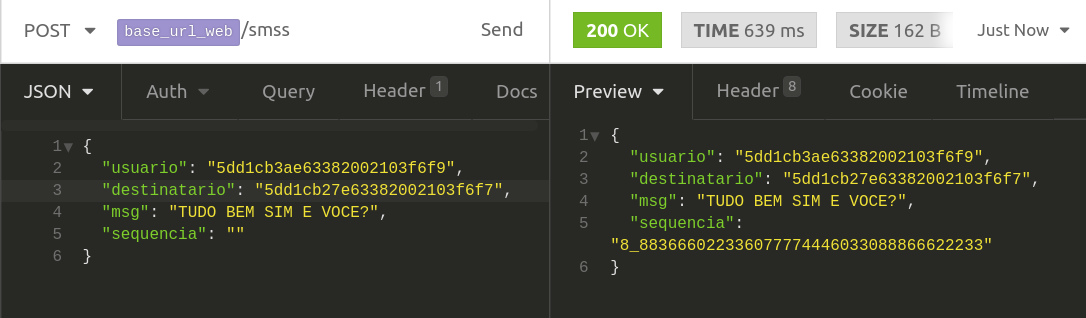 POST base_url_web/smss Send
200 OK TIME 639 ms SIZE 162 B Just Now
JSON Auth Query Header 1 Docs
Preview Header 8 Cookie Timeline
1 {
2 "usuario": "5dd1cb3ae63382002103f6f9",
3 "destinatario": "5dd1cb27e63382002103f6f7",
4 "msg": "TUDO BEM SIM E VOCE?",
5 "sequencia": ""
6 }
1 {
2 "usuario": "5dd1cb3ae63382002103f6f9",
3 "destinatario": "5dd1cb27e63382002103f6f7",
4 "msg": "TUDO BEM SIM E VOCE?",
5 "sequencia":
"8_883666022336077774446033088866622233"
6 }